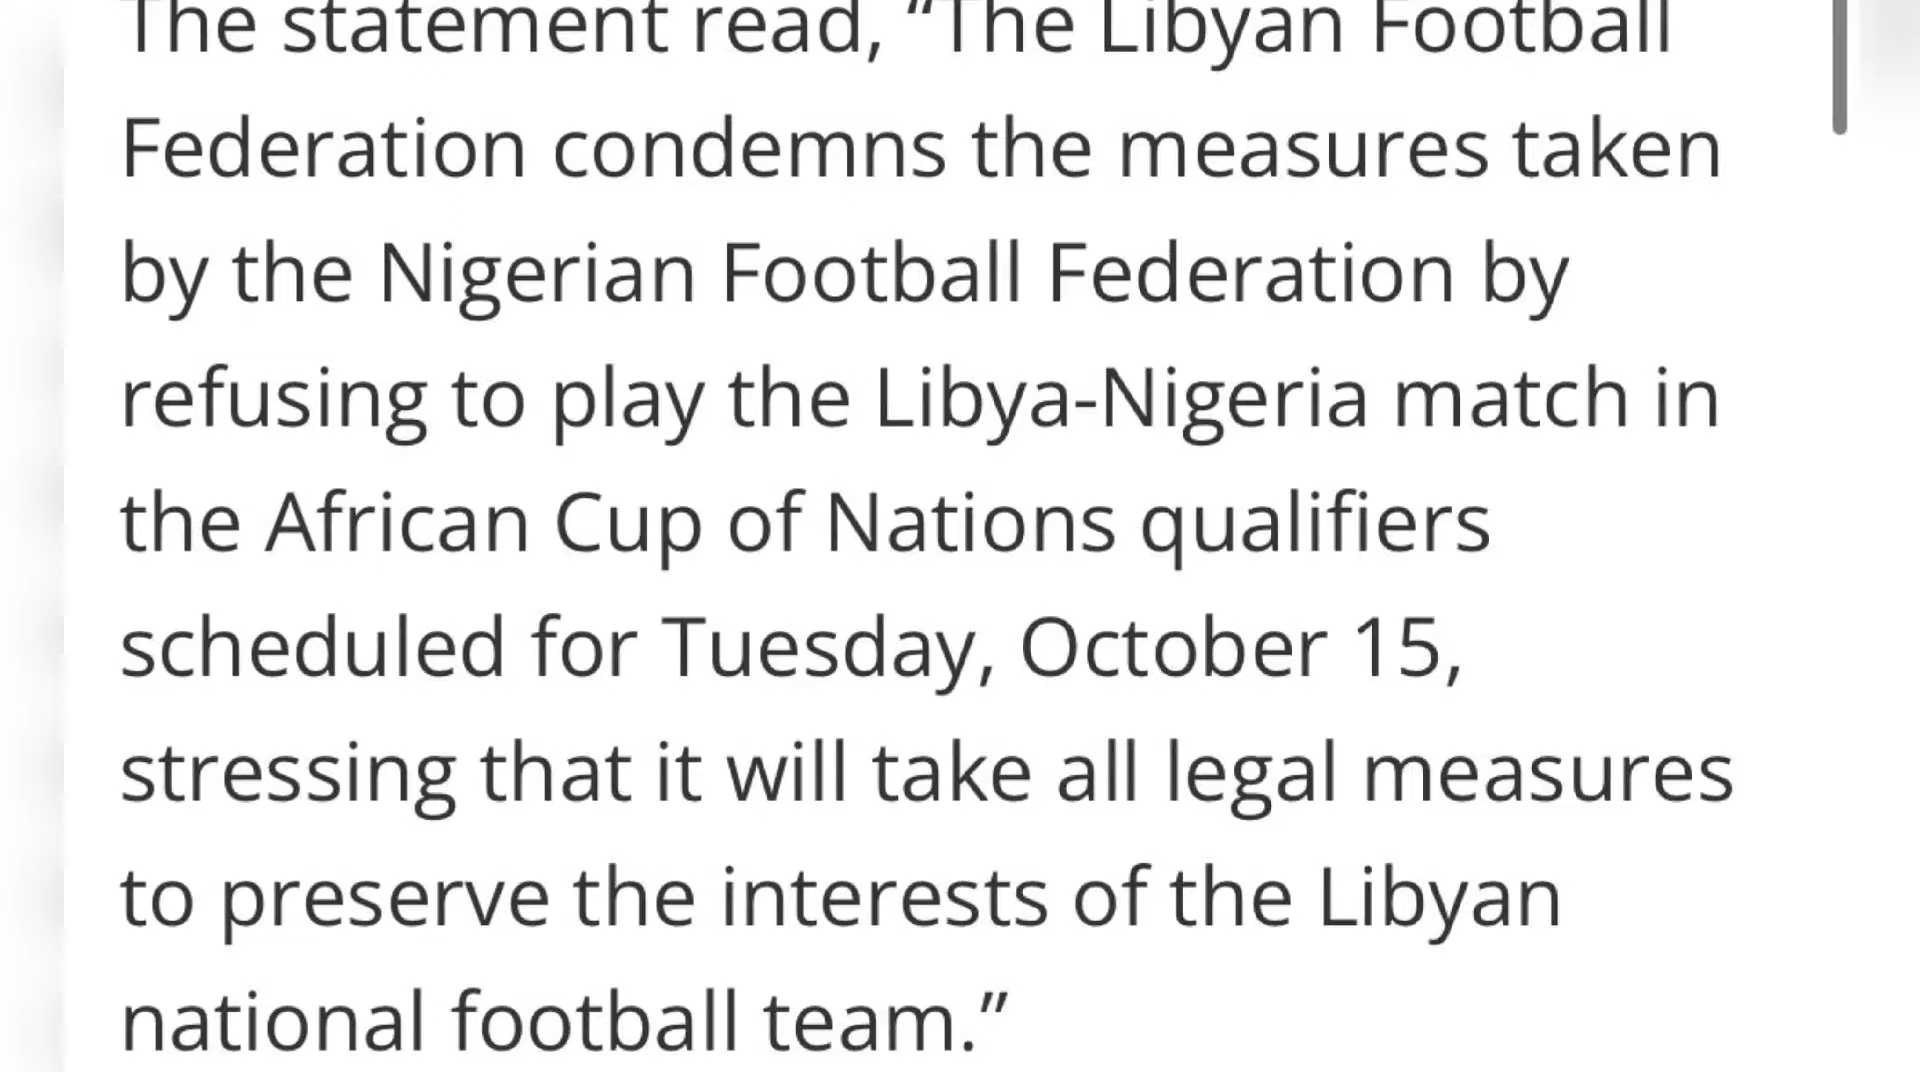 The statement read, “The Libyan Football
Federation condemns the measures taken
by the Nigerian Football Federation by
refusing to play the Libya-Nigeria match in
the African Cup of Nations qualifiers
scheduled for Tuesday, October 15,
stressing that it will take all legal measures
to preserve the interests of the Libyan
national football team.”